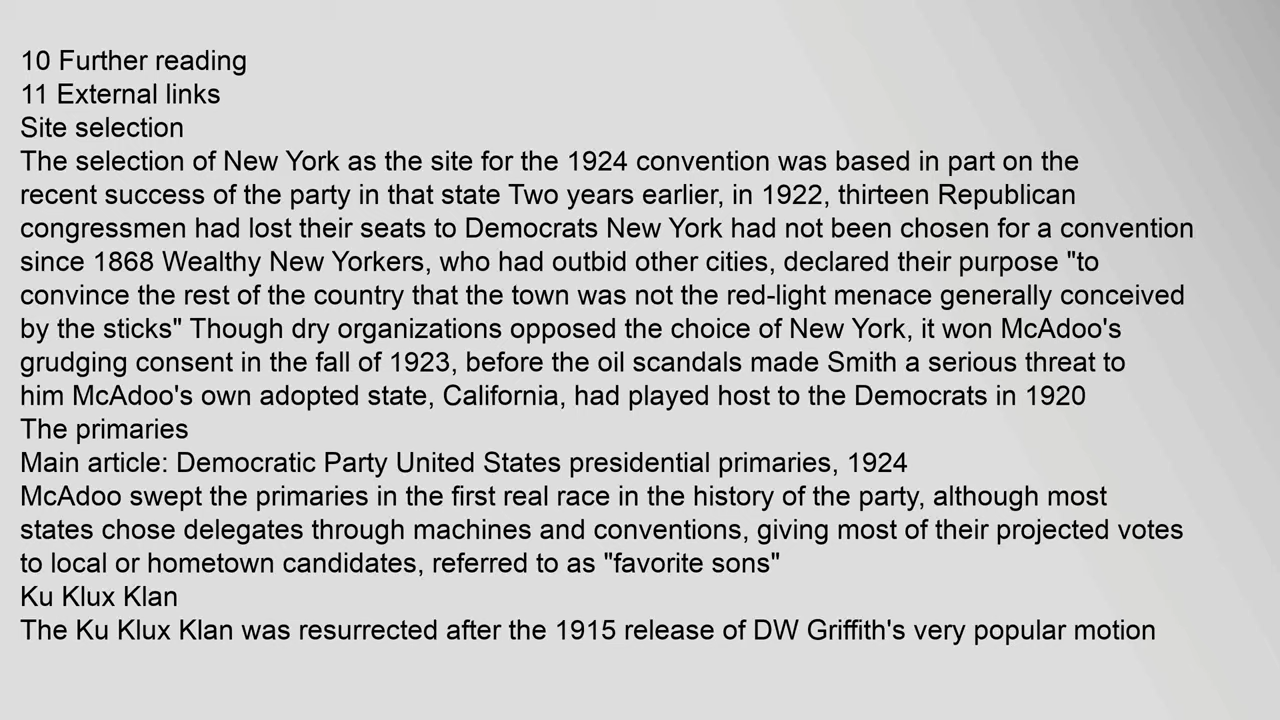 10 Further reading
11 External links
Site selection
The selection of New York as the site for the 1924 convention was based in part on the
recent success of the party in that state Two years earlier, in 1922, thirteen Republican
congressmen had lost their seats to Democrats New York had not been chosen for a convention
since 1868 Wealthy New Yorkers, who had outbid other cities, declared their purpose "to
convince the rest of the country that the town was not the red-light menace generally conceived
by the sticks" Though dry organizations opposed the choice of New York, it won McAdoo's
grudging consent in the fall of 1923, before the oil scandals made Smith a serious threat to
him McAdoo's own adopted state, California, had played host to the Democrats in 1920
The primaries
Main article: Democratic Party United States presidential primaries, 1924
McAdoo swept the primaries in the first real race in the history of the party, although most
states chose delegates through machines and conventions, giving most of their projected votes
to local or hometown candidates, referred to as "favorite sons"
Ku Klux Klan
The Ku Klux Klan was resurrected after the 1915 release of DW Griffith's very popular motion